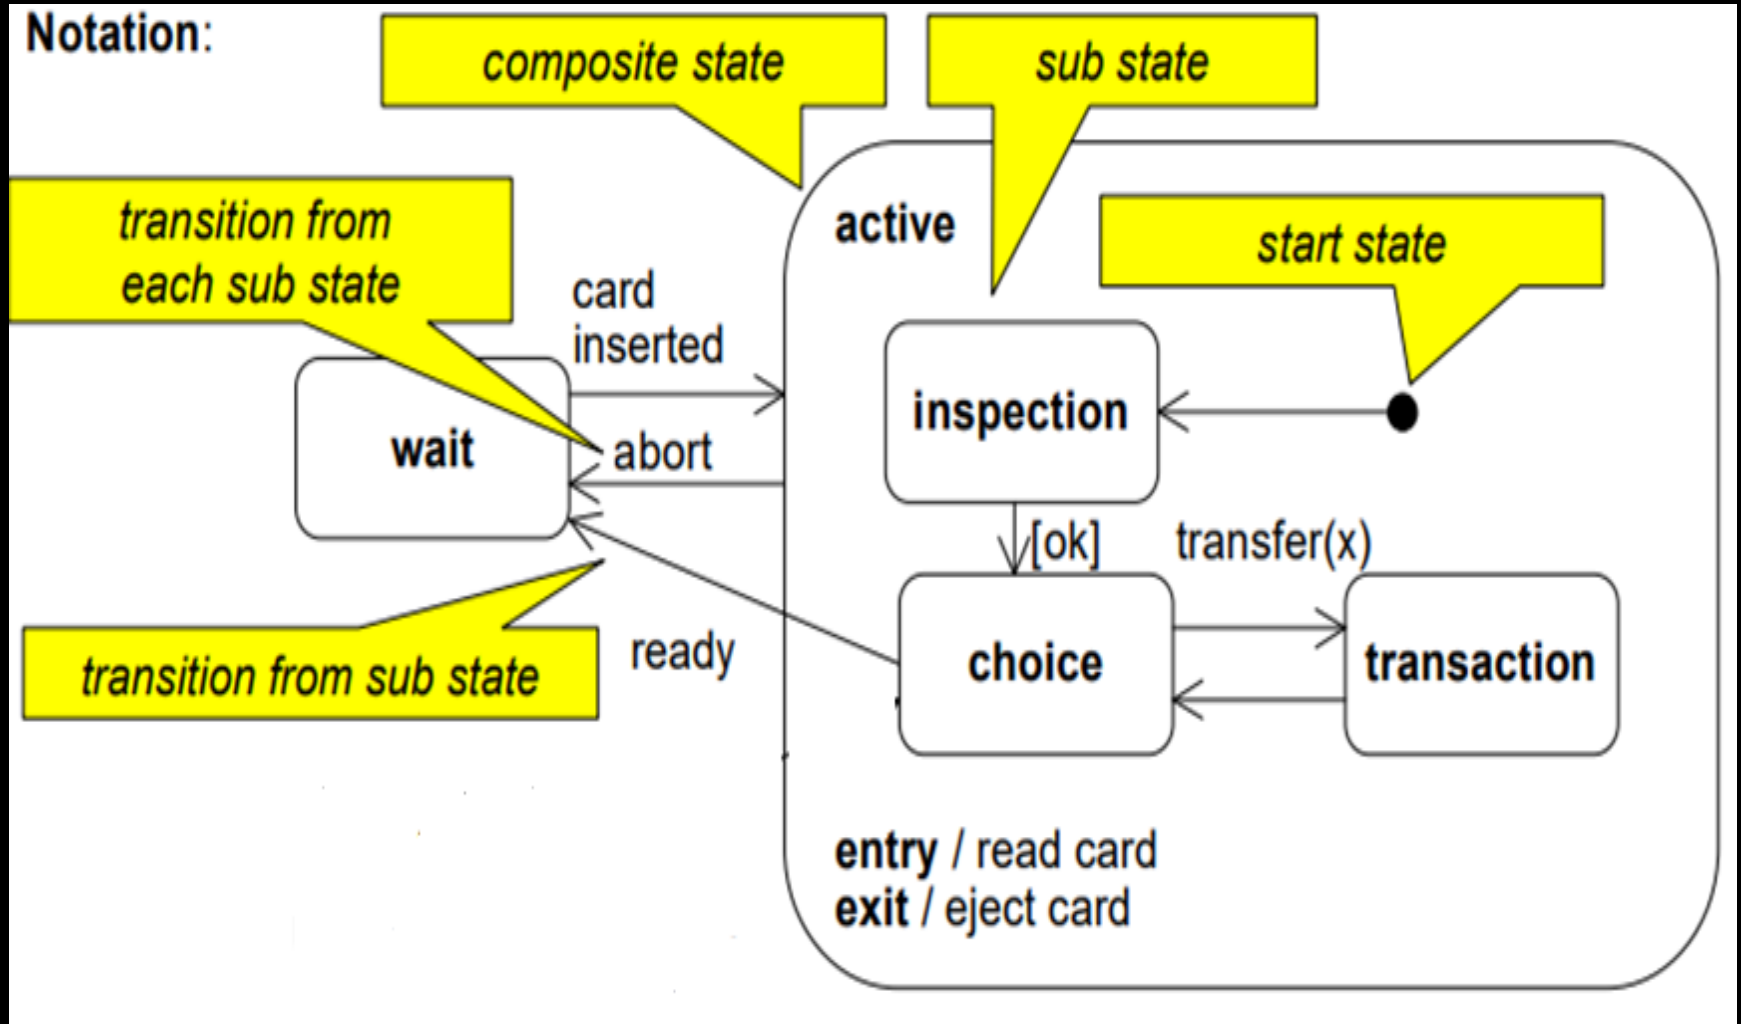 Notation:
composite state
sub state
transition from
each sub state
active
start state
card
inserted
wait
abort
inspection
[ok]
transfer(x)
ready
choice
transaction
transition from sub state
entry / read card
exit / eject card